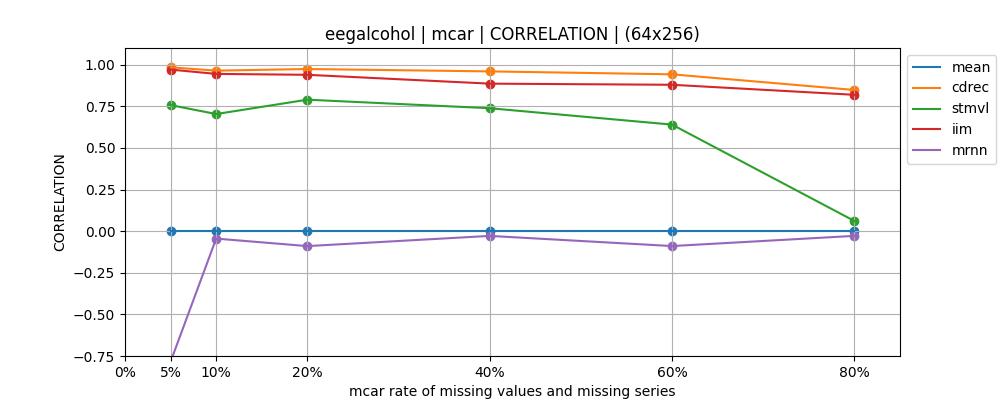 eegalcohol | mcar | CORRELATION | (64x256)
1.00
0.75
0.50
0.25
0.00
−0.25
−0.50
−0.75
CORRELATION
0% 5% 10% 20% 40% 60% 80%
mcar rate of missing values and missing series
mean
cdrec
stmvl
iim
mrnn